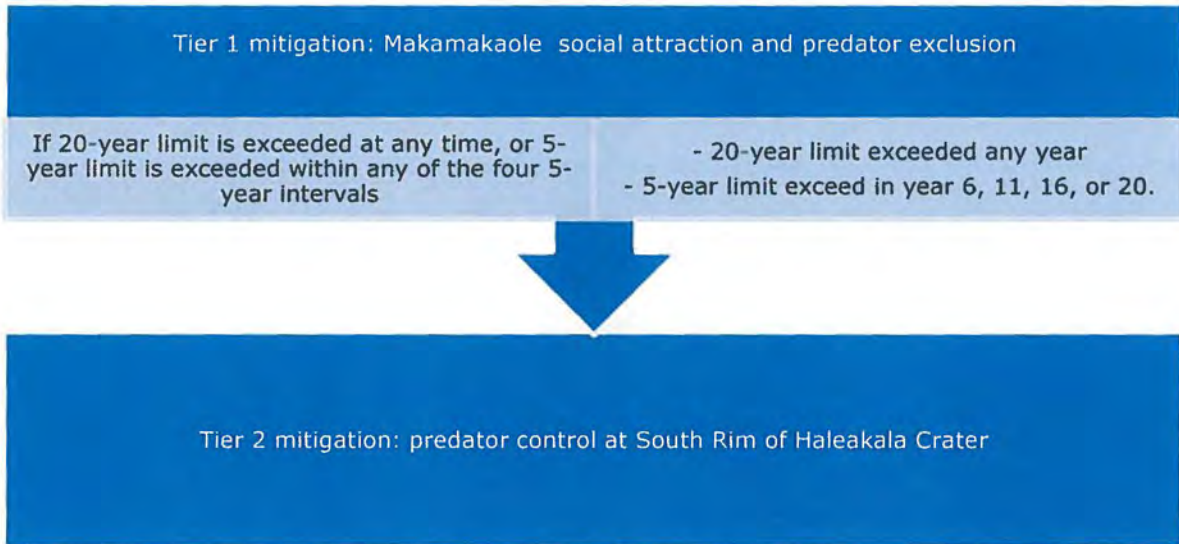 Tier 1 mitigation: Makamakaole social attraction and predator exclusion
If 20-year limit is exceeded at any time, or 5-
year limit is exceeded within any of the four 5-
year intervals
- 20-year limit exceeded any year
- 5-year limit exceed in year 6, 11, 16, or 20.
Tier 2 mitigation: predator control at South Rim of Haleakala Crater